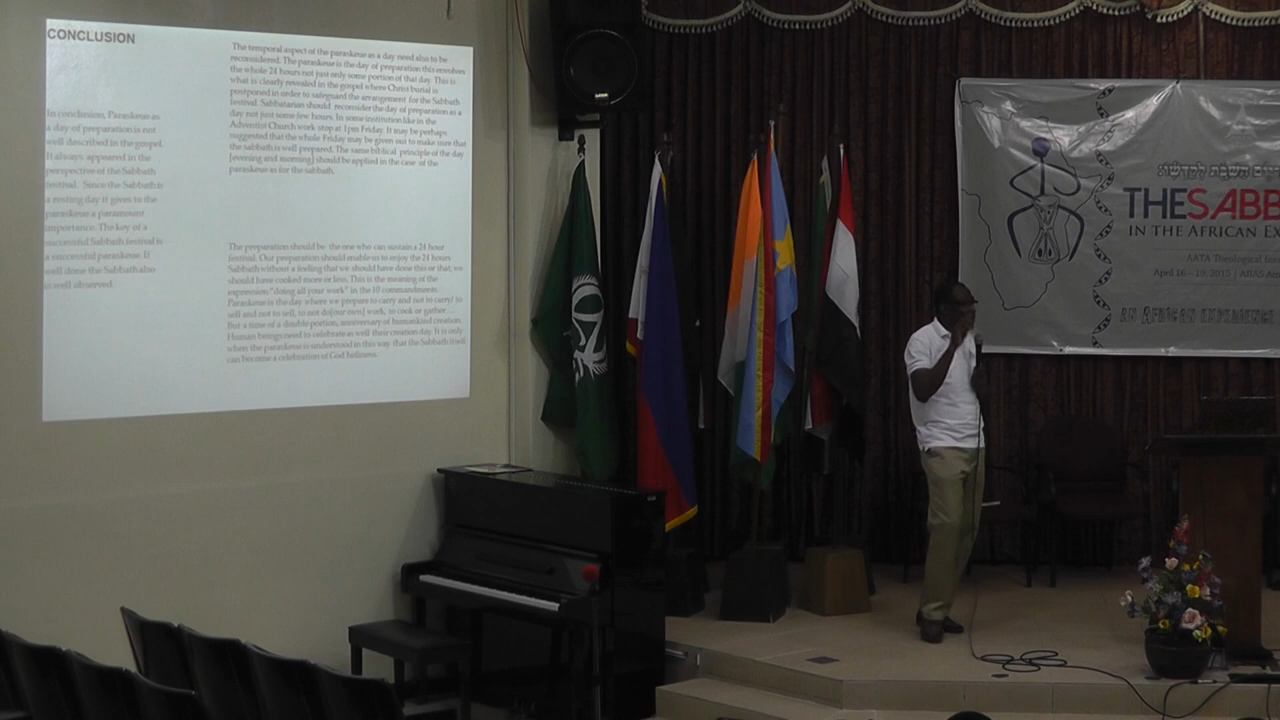 CONCLUSION
In conclusion, Paraskeue as
a day of preparation is not
well described in the gospel.
It always appeared in the
perspective of the Sabbath
festival. Since the Sabbath is
a resting day it gives to the
paraskeue a paramount
importance. The key of a
successful Sabbath festival is
a successful paraskeue. If
well done the Sabbath also
is well observed.
The temporal aspect of the paraskeue as a day need also to be
reconsidered. The paraskeue is the day of preparation this envolves
the whole 24 hours not just only some portion of that day. This is
what is clearly revealed in the gospel where Christ burial is
postponed in order to safeguard the arrangement for the Sabbath
festival. Sabbatarian should reconsider the day of preparation as a
day not just some few hours. In some institution like in the
Adventist Church work stop at 1pm Friday. It may be perhaps
suggested that the whole Friday may be given out to make sure that
the sabbath is well prepared. The same biblical principle of the day
[evening and morning] should be applied in the case of the
paraskeue as for the sabbath.
The preparation should be the one who can sustain a 24 hour
festival. Our preparation should enable us to enjoy the 24 hours
Sabbath without a feeling that we should have done this or that, we
should have cooked more or less. This is the meaning of the
expression "doing all your work" in the 10 commandments.
Paraskeue is the day where we prepare to carry and not to carry/ to
sell and not to sell, to not do[our own] work, to cook or gather ...
But a time of a double portion, anniversary of humankind creation.
Human beings need to celebrate as well their creation day. It is only
when the paraskeue is understood in this way that the Sabbath itself
can become a celebration of God holiness.
השבת לקדשו
THESABB
IN THE AFRICAN EX
AATA Theological for
April 16 – 19, 2015 | AIIAS A
AN AFRICAN EXPERIENCE